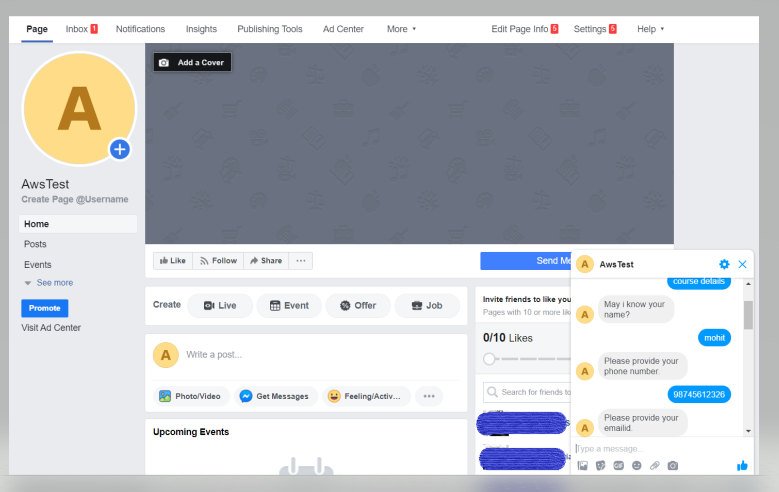 Page Inbox 1 Notifications Insights Publishing Tools Ad Center More Edit Page Info 5 Settings 5 Help
Add a Cover
A
AwsTest
Create Page @Username
Home
Posts
Events
See more
Promote
Visit Ad Center
Like Follow Share ...
Send Me
Create Live Event Offer Job
A Write a post...
Photo/Video Get Messages Feeling/Activ... ...
Upcoming Events
Invite friends to like you
Pages with 10 or more lik
0/10 Likes
Search for friends to
A AwsTest
course details
May i know your
name?
A
mohit
Please provide your
phone number.
A
98745612326
Please provide your
emailid.
A
Type a message...
GIF